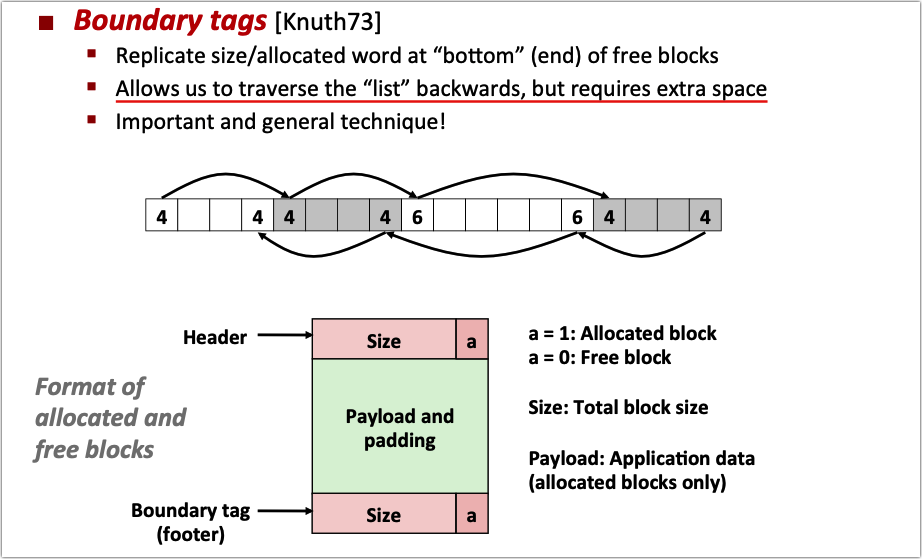 Boundary tags [Knuth73]
Replicate size/allocated word at “bottom” (end) of free blocks
Allows us to traverse the “list” backwards, but requires extra space
Important and general technique!
4 4 4 4 6 6 4 4
Header
Size a
a = 1: Allocated block
a = 0: Free block
Format of
allocated and
free blocks
Payload and
padding
Size: Total block size
Payload: Application data
(allocated blocks only)
Boundary tag
(footer)
Size a